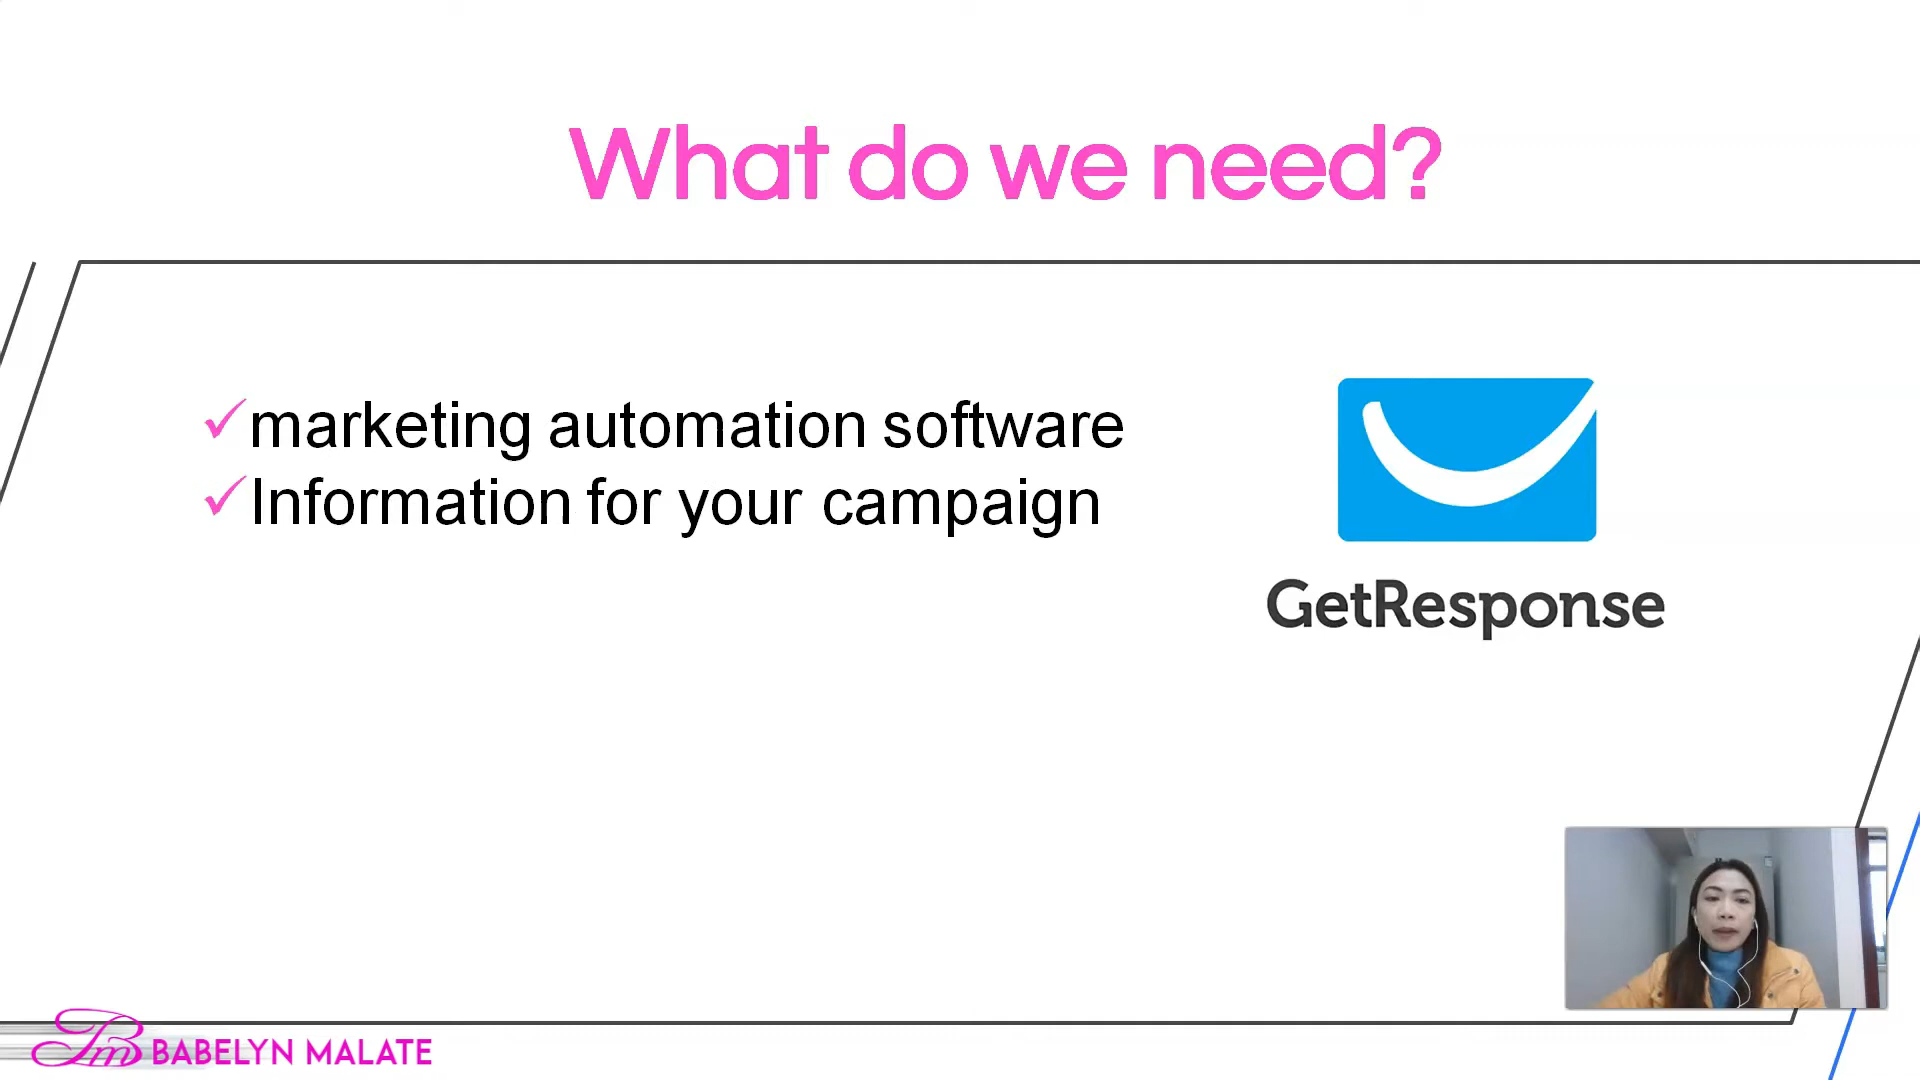 What do we need?
marketing automation software
Information for your campaign
GetResponse
BABELYN MALATE